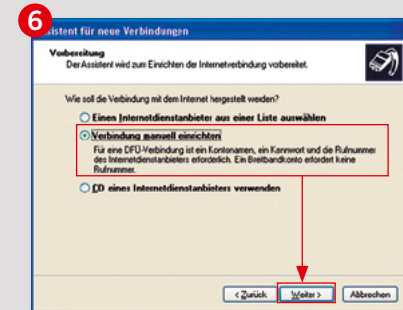 6
istent für neue Verbindungen
Vorbereitung
Der Assistent wird zum Einrichten der Internetverbindung vorbereitet.
Wie soll die Verbindung mit dem Internet hergestellt werden?
Einen Internetdienstanbieter aus einer Liste auswählen
Verbindung manuell einrichten
Für eine DFÜ-Verbindung ist ein Kontenamen, ein Kennwort und die Rufnummer
des Internetdienstanbieters erforderlich. Ein Breitbandkonto erfordert keine
Rufnummer.
CD eines Internetdienstanbieters verwenden
< Zurück Weiter > Abbrechen